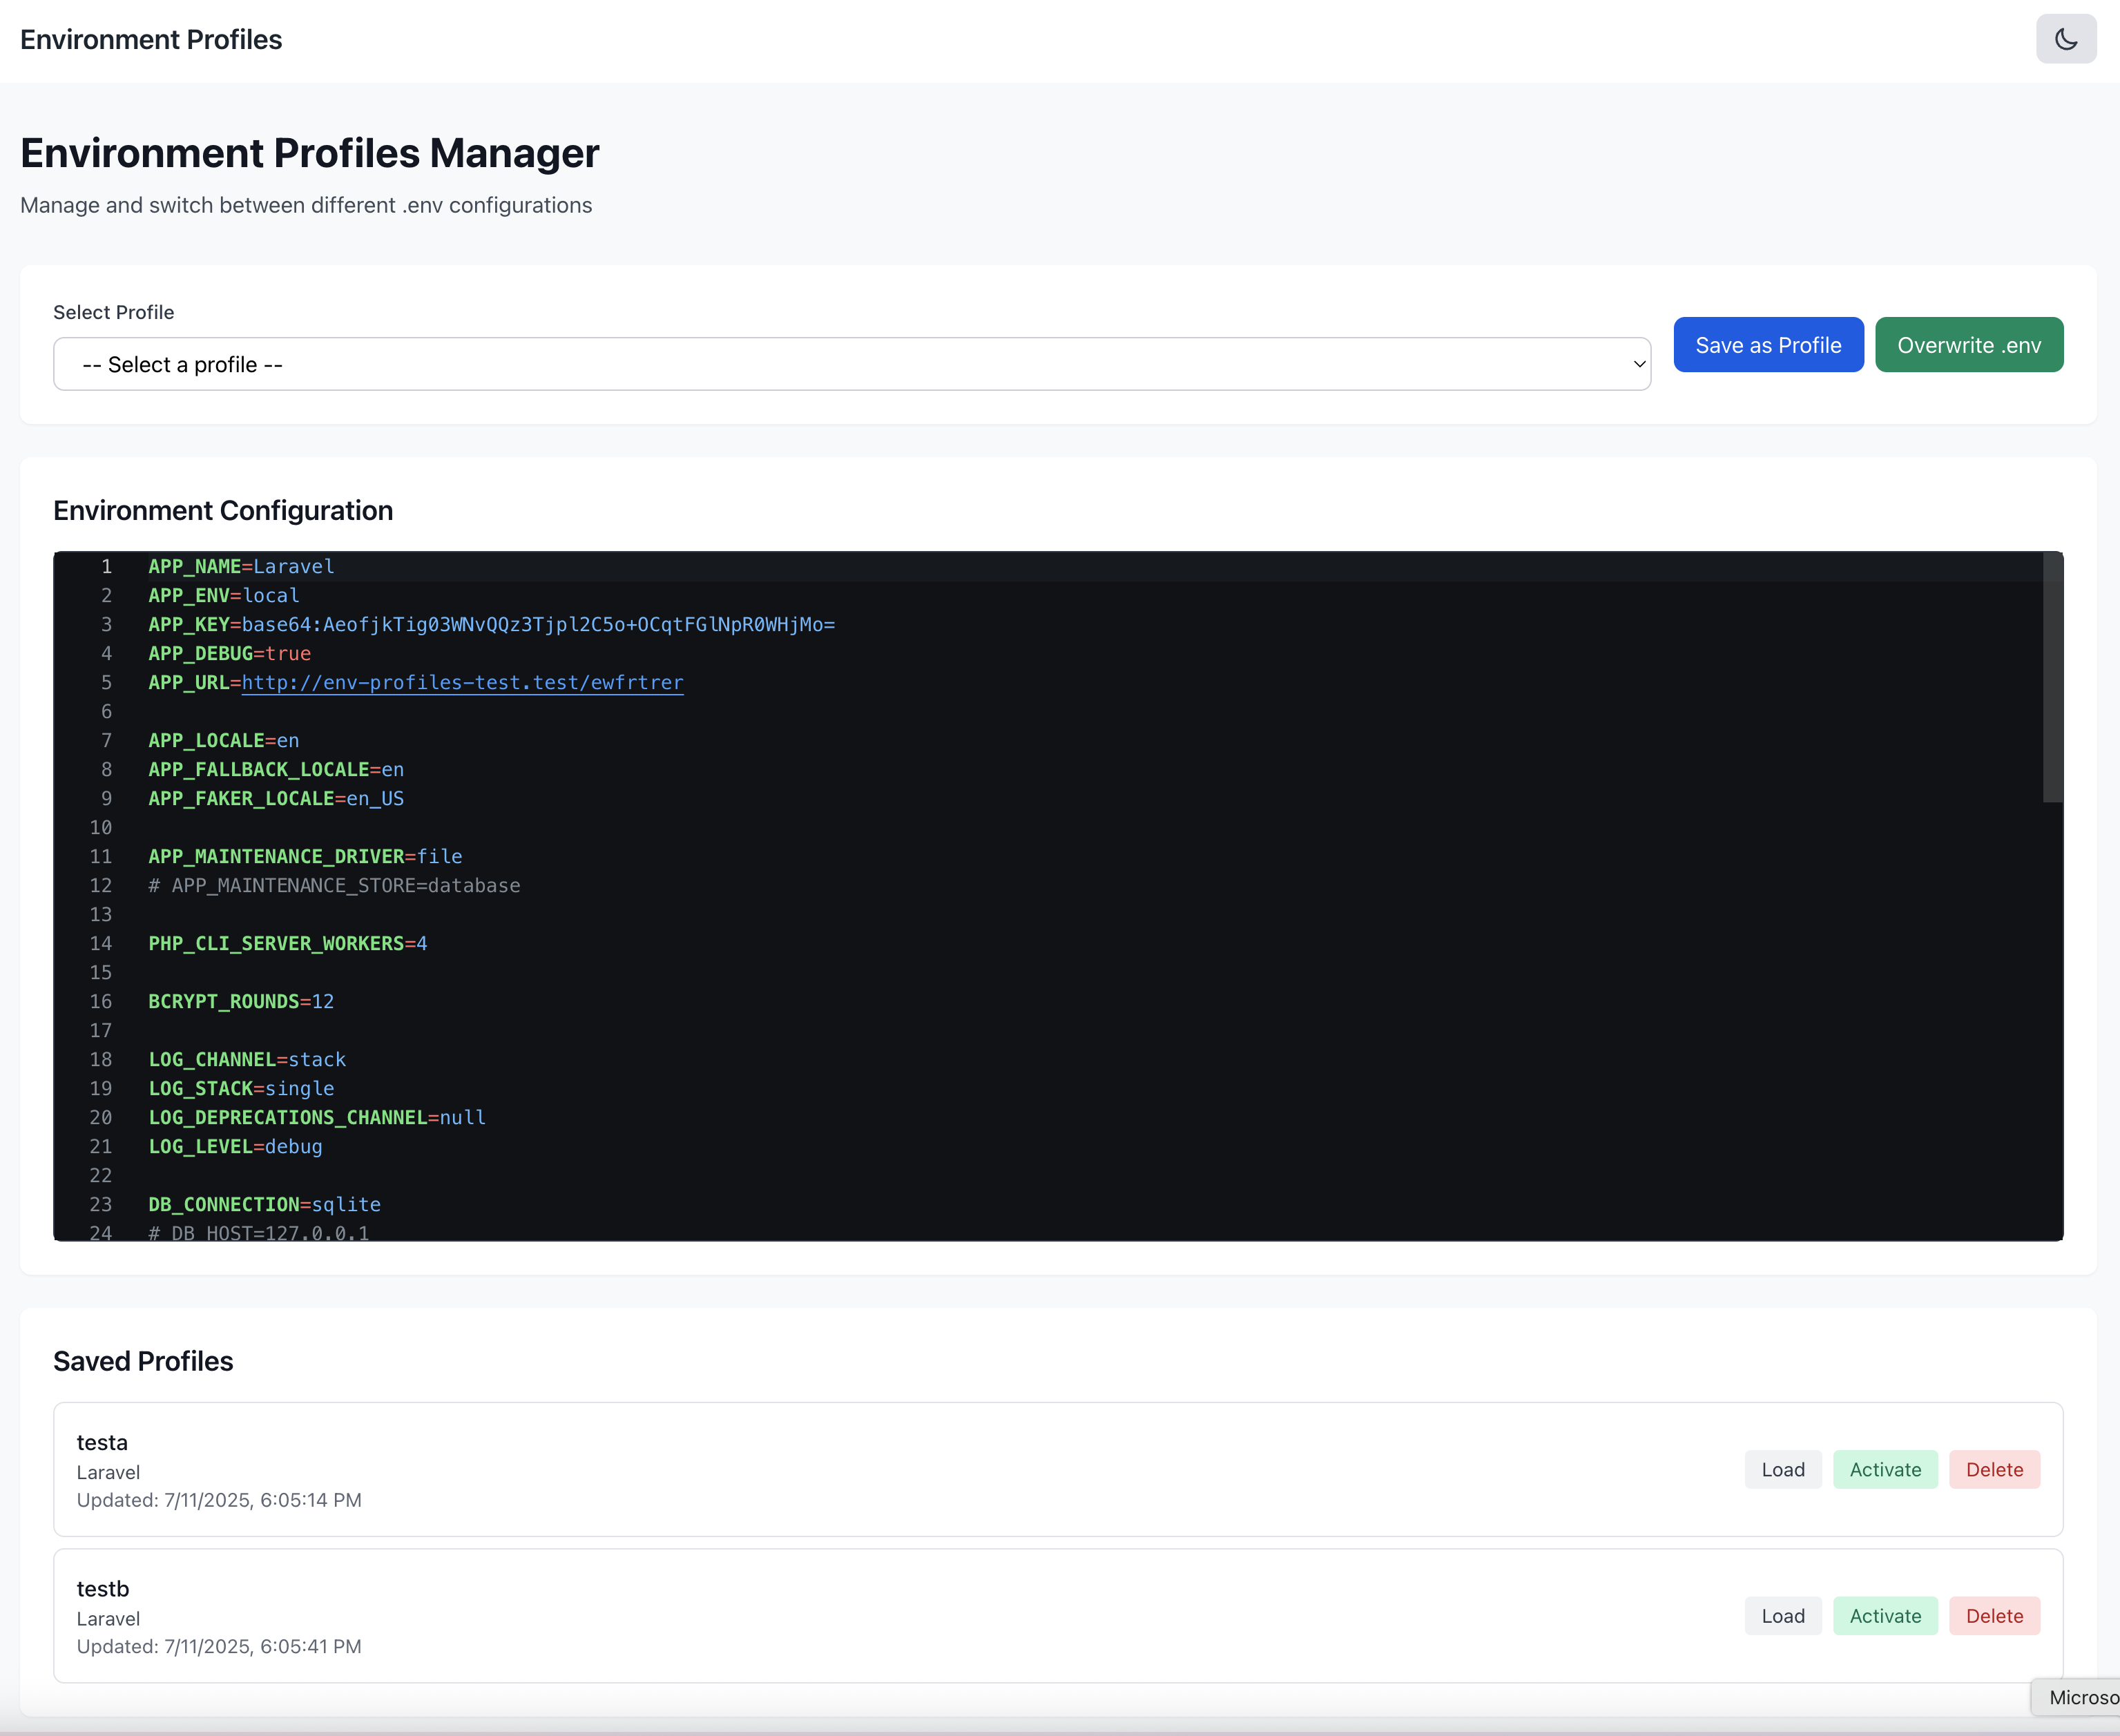 Environment Profiles
Environment Profiles Manager
Manage and switch between different .env configurations
Select Profile
-- Select a profile --
Save as Profile
Overwrite .env
Environment Configuration
1 APP_NAME=Laravel
2 APP_ENV=local
3 APP_KEY=base64:AeofjkTig03WNvQQz3Tjpl2C5o+OCqtFGlNpR0WHjMo=
4 APP_DEBUG=true
5 APP_URL=http://env-profiles-test.test/ewfrtrer
6
7 APP_LOCALE=en
8 APP_FALLBACK_LOCALE=en
9 APP_FAKER_LOCALE=en_US
10
11 APP_MAINTENANCE_DRIVER=file
12 # APP_MAINTENANCE_STORE=database
13
14 PHP_CLI_SERVER_WORKERS=4
15
16 BCRYPT_ROUNDS=12
17
18 LOG_CHANNEL=stack
19 LOG_STACK=single
20 LOG_DEPRECATIONS_CHANNEL=null
21 LOG_LEVEL=debug
22
23 DB_CONNECTION=sqlite
24 # DB_HOST=127.0.0.1
Saved Profiles
testa
Laravel
Updated: 7/11/2025, 6:05:14 PM
Load
Activate
Delete
testb
Laravel
Updated: 7/11/2025, 6:05:41 PM
Load
Activate
Delete
Microso